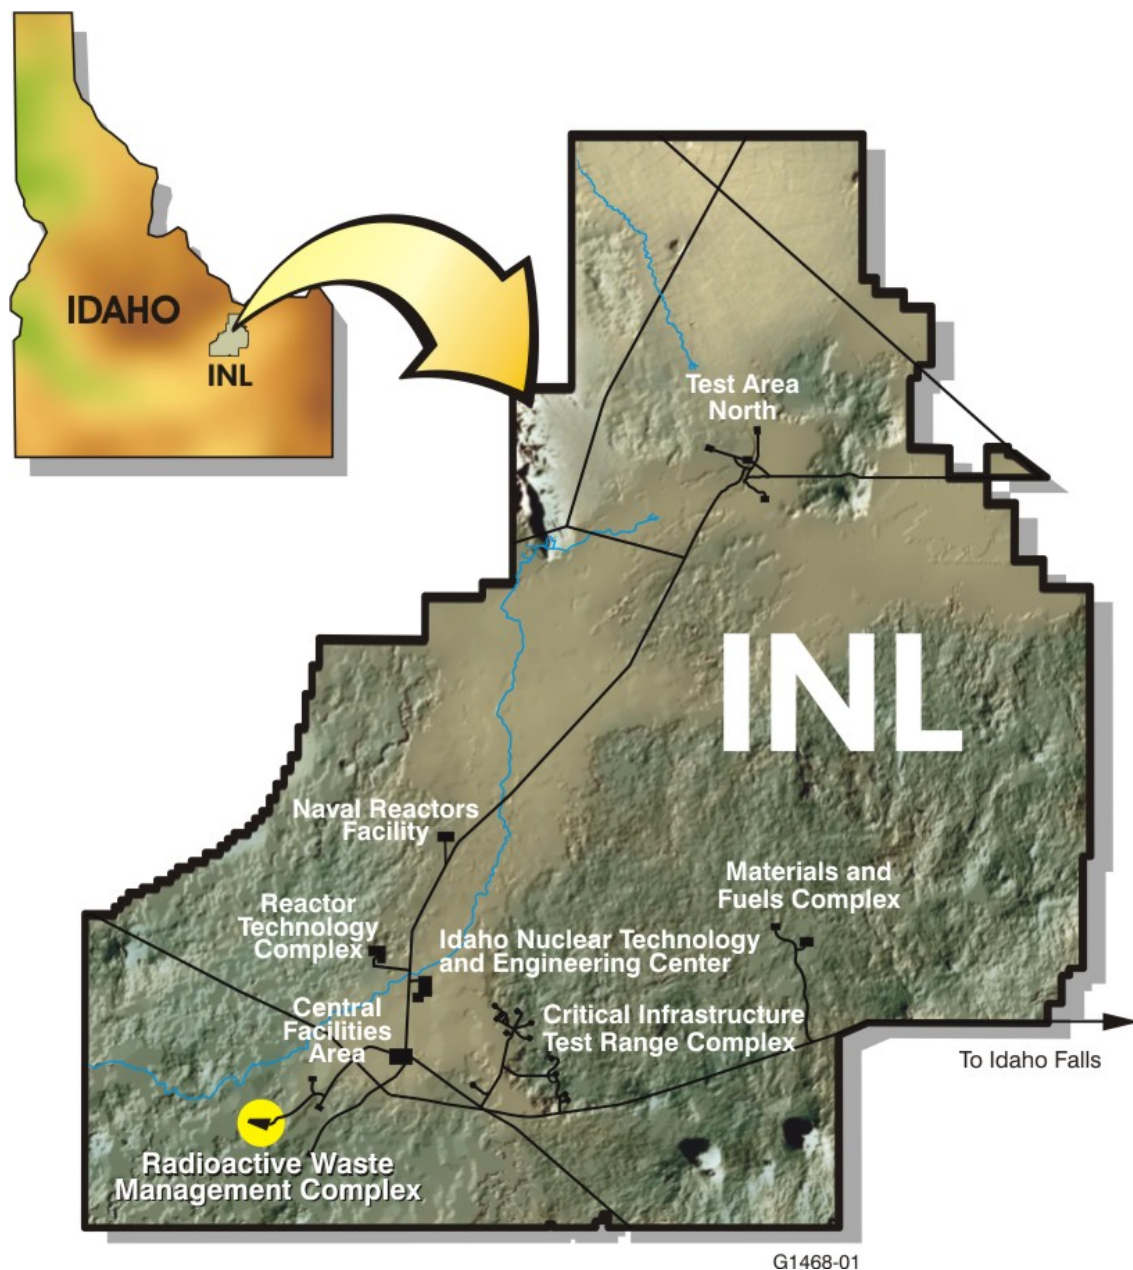 IDAHO
INL
Test Area
North
INL
Naval Reactors
Facility
Materials and
Fuels Complex
Reactor
Technology
Complex
Idaho Nuclear Technology
and Engineering Center
Central
Facilities
Area
Critical Infrastructure
Test Range Complex
To Idaho Falls
Radioactive Waste
Management Complex
G1468-01